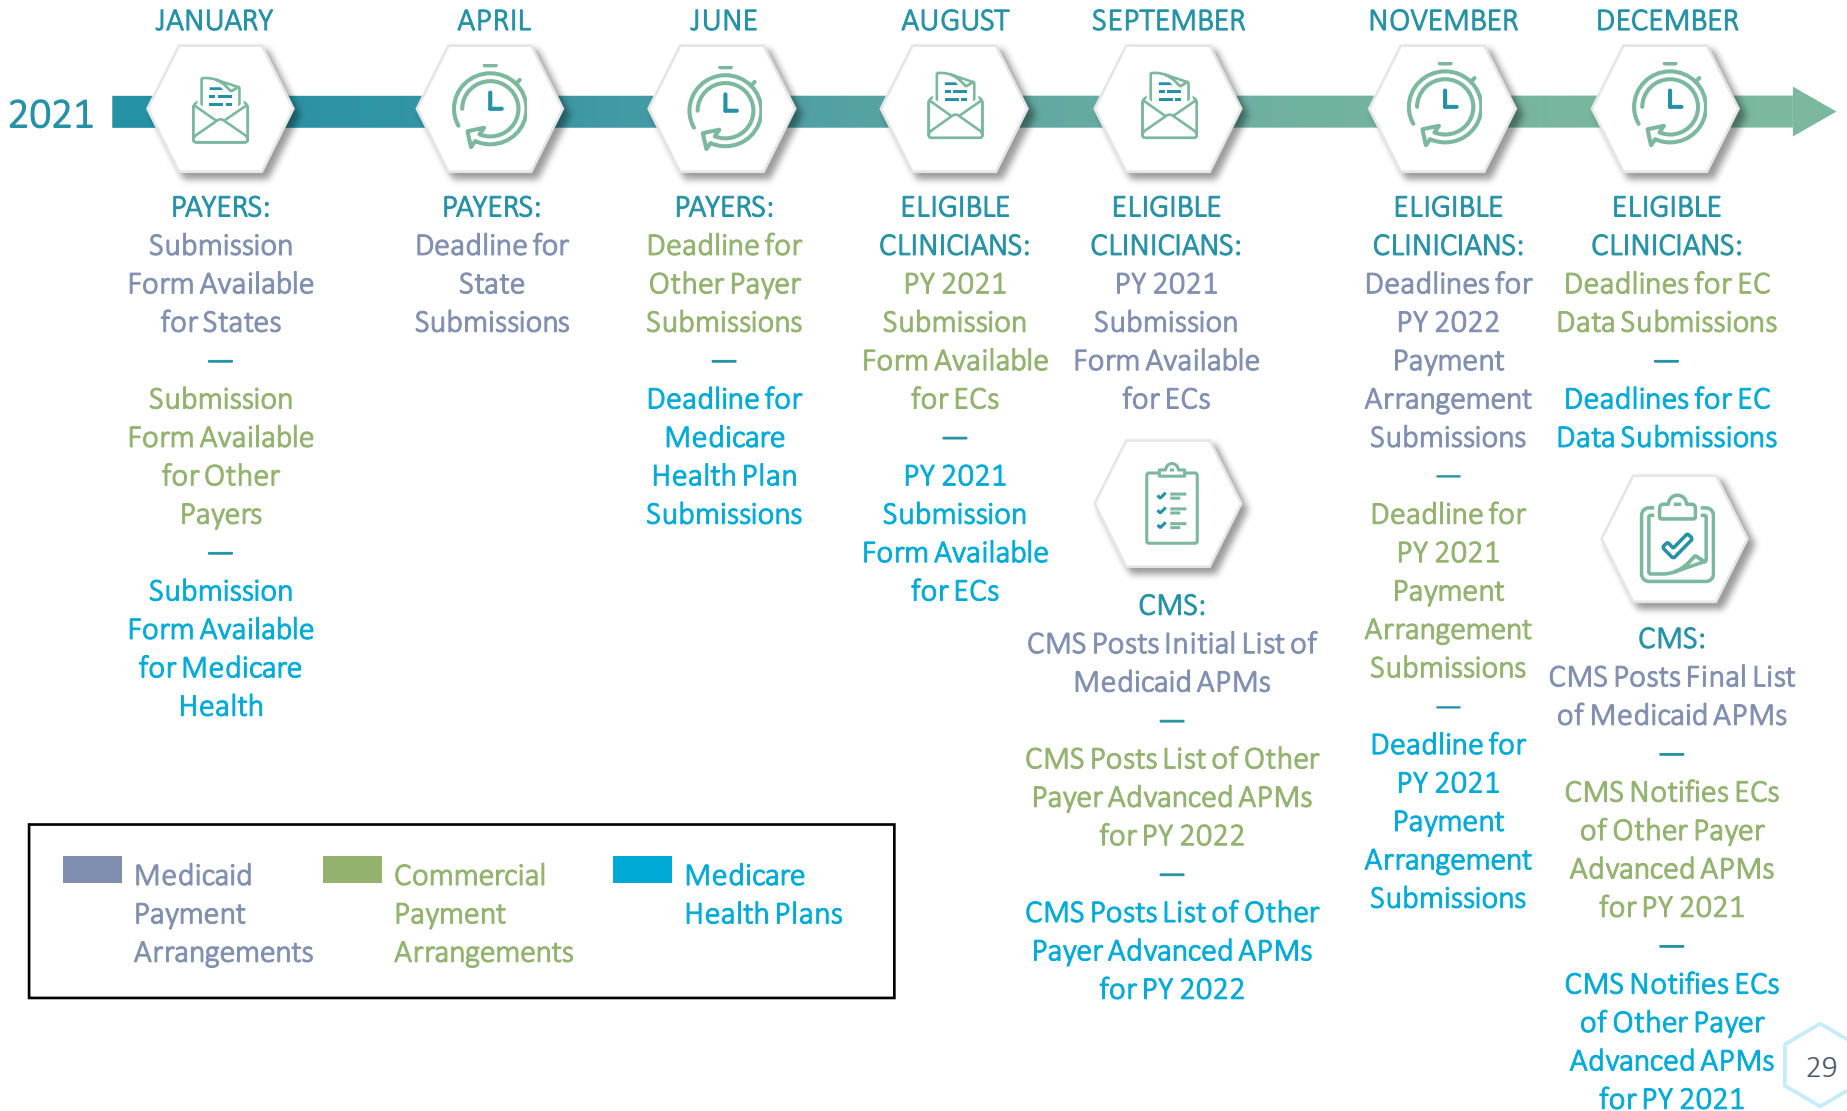 JANUARY
APRIL
JUNE
AUGUST
SEPTEMBER
NOVEMBER
DECEMBER
2021
PAYERS:
Submission
Form Available
for States
—
Submission
Form Available
for Other
Payers
—
Submission
Form Available
for Medicare
Health
PAYERS:
Deadline for
State
Submissions
PAYERS:
Deadline for
Other Payer
Submissions
—
Deadline for
Medicare
Health Plan
Submissions
ELIGIBLE
CLINICIANS:
PY 2021
Submission
Form Available
for ECs
—
PY 2021
Submission
Form Available
for ECs
ELIGIBLE
CLINICIANS:
PY 2021
Submission
Form Available
for ECs
CMS:
CMS Posts Initial List of
Medicaid APMs
—
CMS Posts List of Other
Payer Advanced APMs
for PY 2022
—
CMS Posts List of Other
Payer Advanced APMs
for PY 2022
ELIGIBLE
CLINICIANS:
Deadlines for
PY 2022
Payment
Arrangement
Submissions
—
Deadline for
PY 2021
Payment
Arrangement
Submissions
—
Deadline for
PY 2021
Payment
Arrangement
Submissions
ELIGIBLE
CLINICIANS:
Deadlines for EC
Data Submissions
—
Deadlines for EC
Data Submissions
CMS:
CMS Posts Final List
of Medicaid APMs
—
CMS Notifies ECs
of Other Payer
Advanced APMs
for PY 2021
—
CMS Notifies ECs
of Other Payer
Advanced APMs
for PY 2021
Medicaid
Payment
Arrangements
Commercial
Payment
Arrangements
Medicare
Health Plans
29